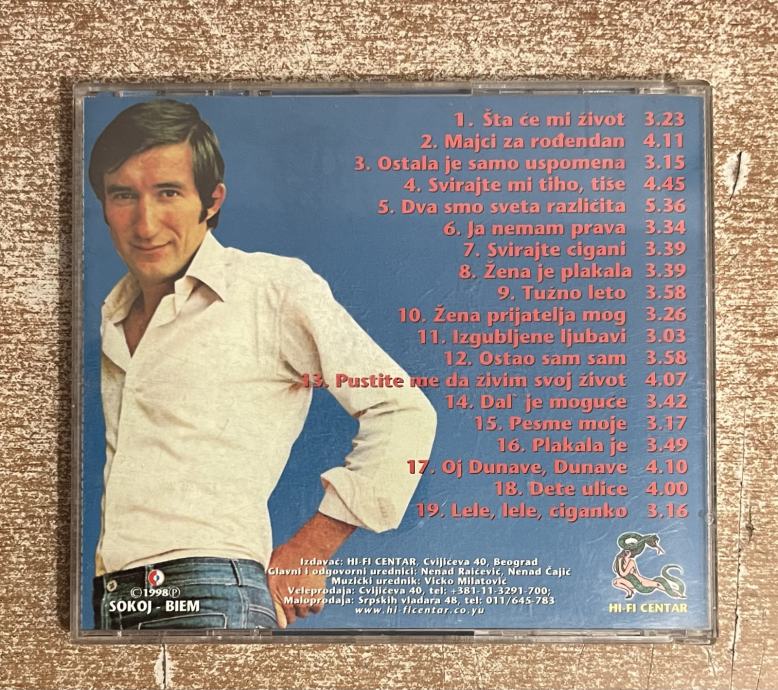 1. Šta će mi život 3.23
2. Majci za rođendan 4.11
3. Ostala je samo uspomena 3.15
4. Svirajte mi tiho, tiše 4.45
5. Dva smo sveta različita 5.36
6. Ja nemam prava 3.34
7. Svirajte cigani 3.39
8. Žena je plakala 3.39
9. Tužno leto 3.58
10. Žena prijatelja mog 3.26
11. Izgubljene ljubavi 3.03
12. Ostao sam sam 3.58
13. Pustite me da živim svoj život 4.07
14. Dal` je moguće 3.42
15. Pesme moje 3.17
16. Plakala je 3.49
17. Oj Dunave, Dunave 4.10
18. Dete ulice 4.00
19. Lele, lele, ciganko 3.16
Izdavač: HI-FI CENTAR, Cvijićeva 40, Beograd
Glavni i odgovorni urednici: Nenad Raičević, Nenad Čajić
Muzički urednik: Vicko Milatović
Veleprodaja: Cvijićeva 40, tel: +381-11-3291-700;
Maloprodaja: Srpskih vladara 48, tel: 011/645-783
www.hi-ficentar.co.yu
©1998℗
SOKOJ - BIEM
HI-FI CENTAR